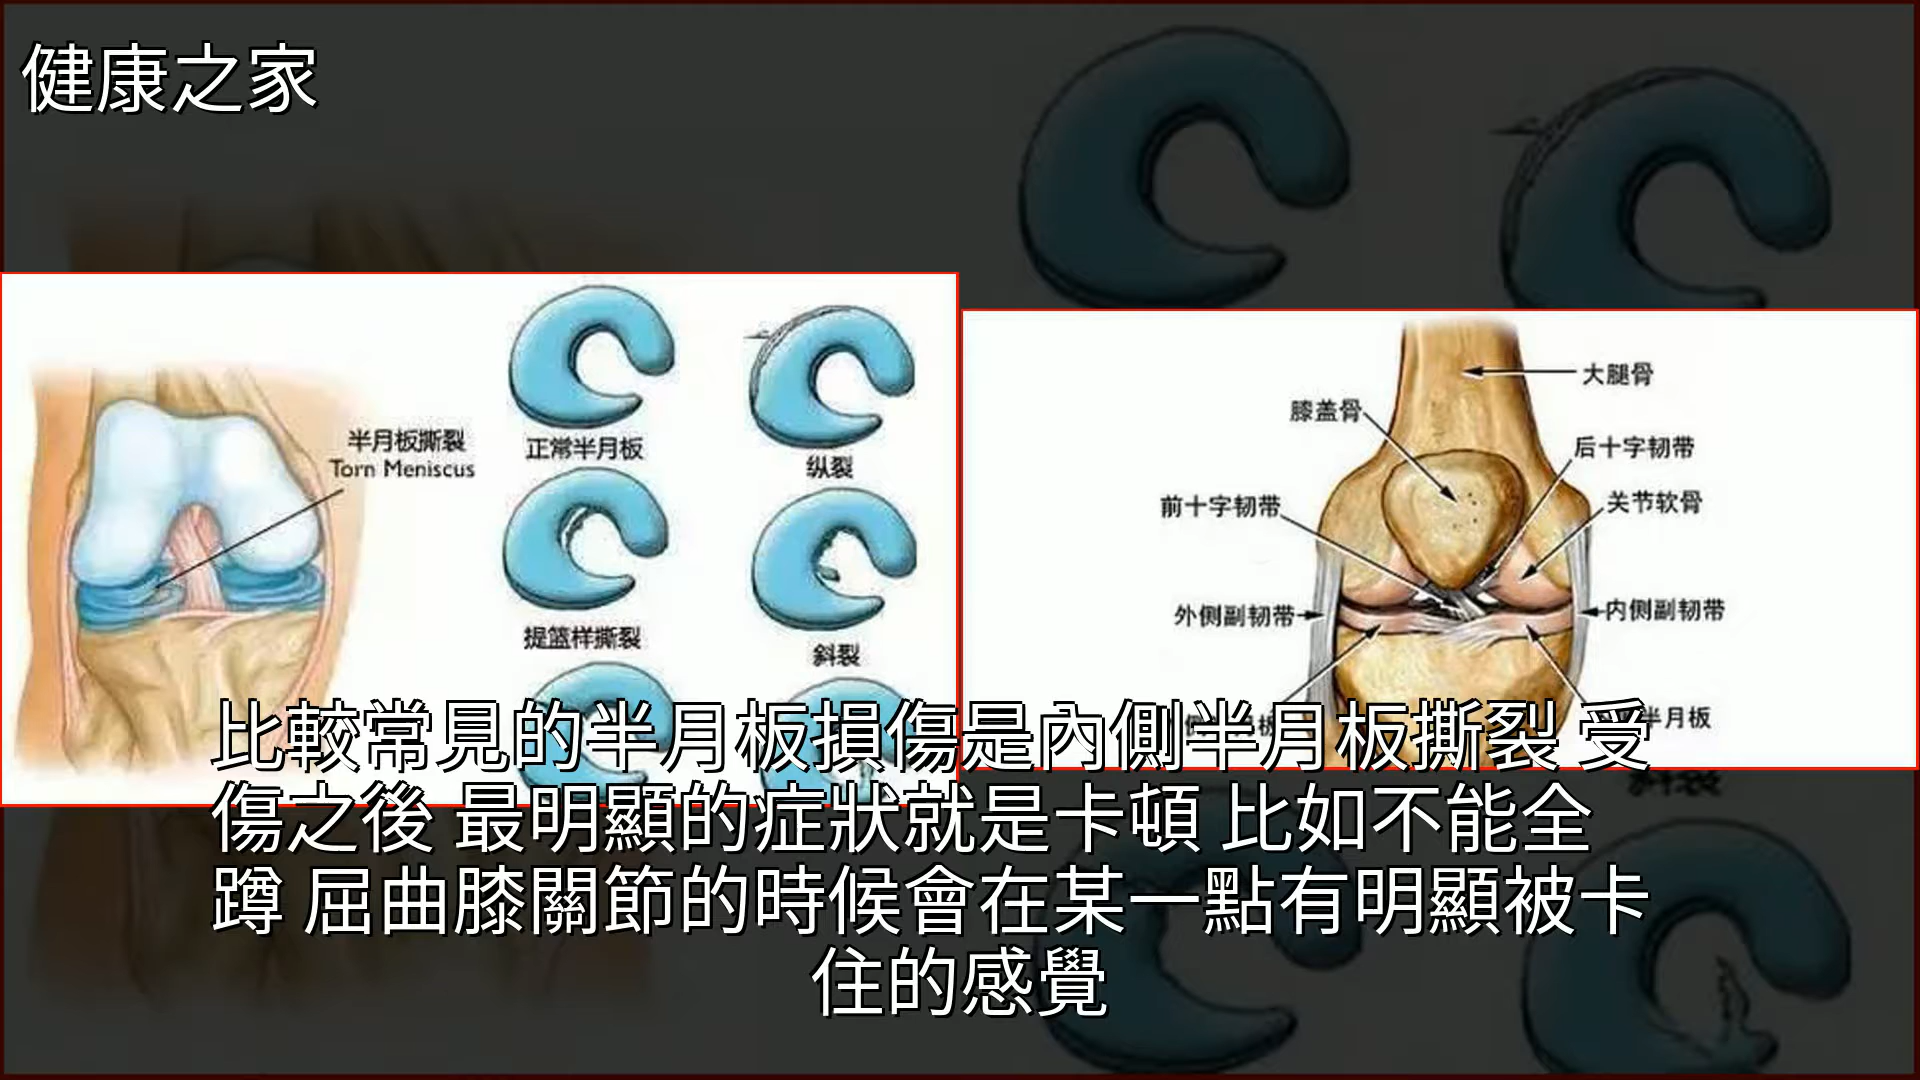 健康之家
半月板撕裂
Torn Meniscus
正常半月板
纵裂
提篮样撕裂
斜裂
大腿骨
膝盖骨
后十字韧带
前十字韧带
关节软骨
外侧副韧带
内侧副韧带
半月板
比較常見的半月板損傷是內側半月板撕裂 受
傷之後 最明顯的症狀就是卡頓 比如不能全
蹲 屈曲膝關節的時候會在某一點有明顯被卡
住的感覺